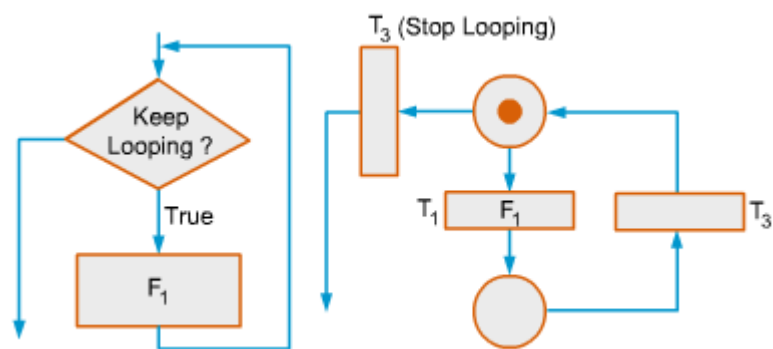 Keep
Looping ?
True
F₁
T₃ (Stop Looping)
T₁
F₁
T₃